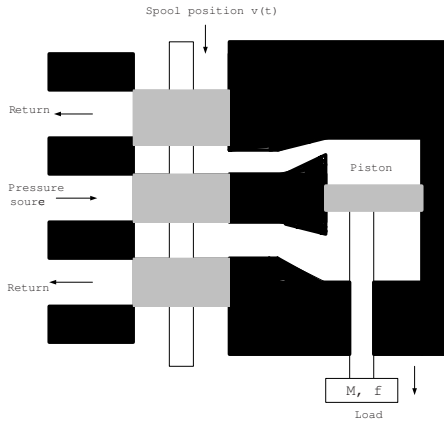 Spool position v(t)
Return
Piston
Pressure
soure
Return
M, f
Load